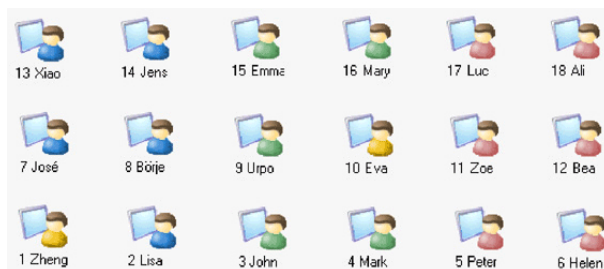 13 Xiao 14 Jens 15 Emma 16 Mary 17 Luc 18 Ali
7 José 8 Börje 9 Urpo 10 Eva 11 Zoe 12 Bea
1 Zheng 2 Lisa 3 John 4 Mark 5 Peter 6 Helen